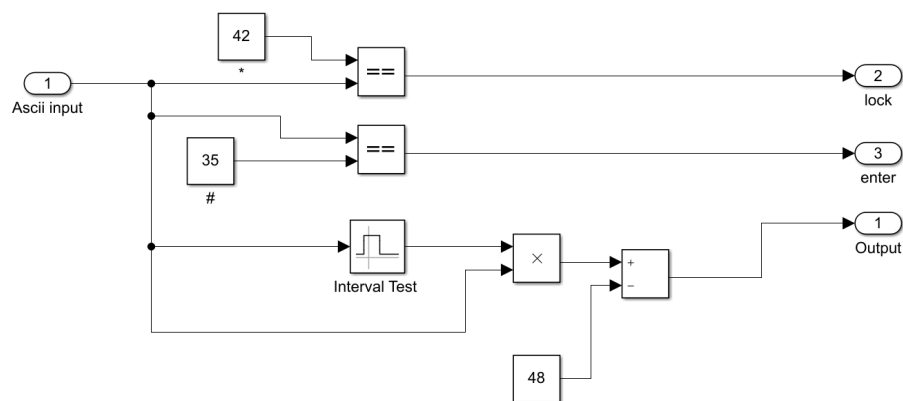 42
*
==
1
Ascii input
2
lock
==
35
#
3
enter
1
Output
Interval Test
×
+
−
48